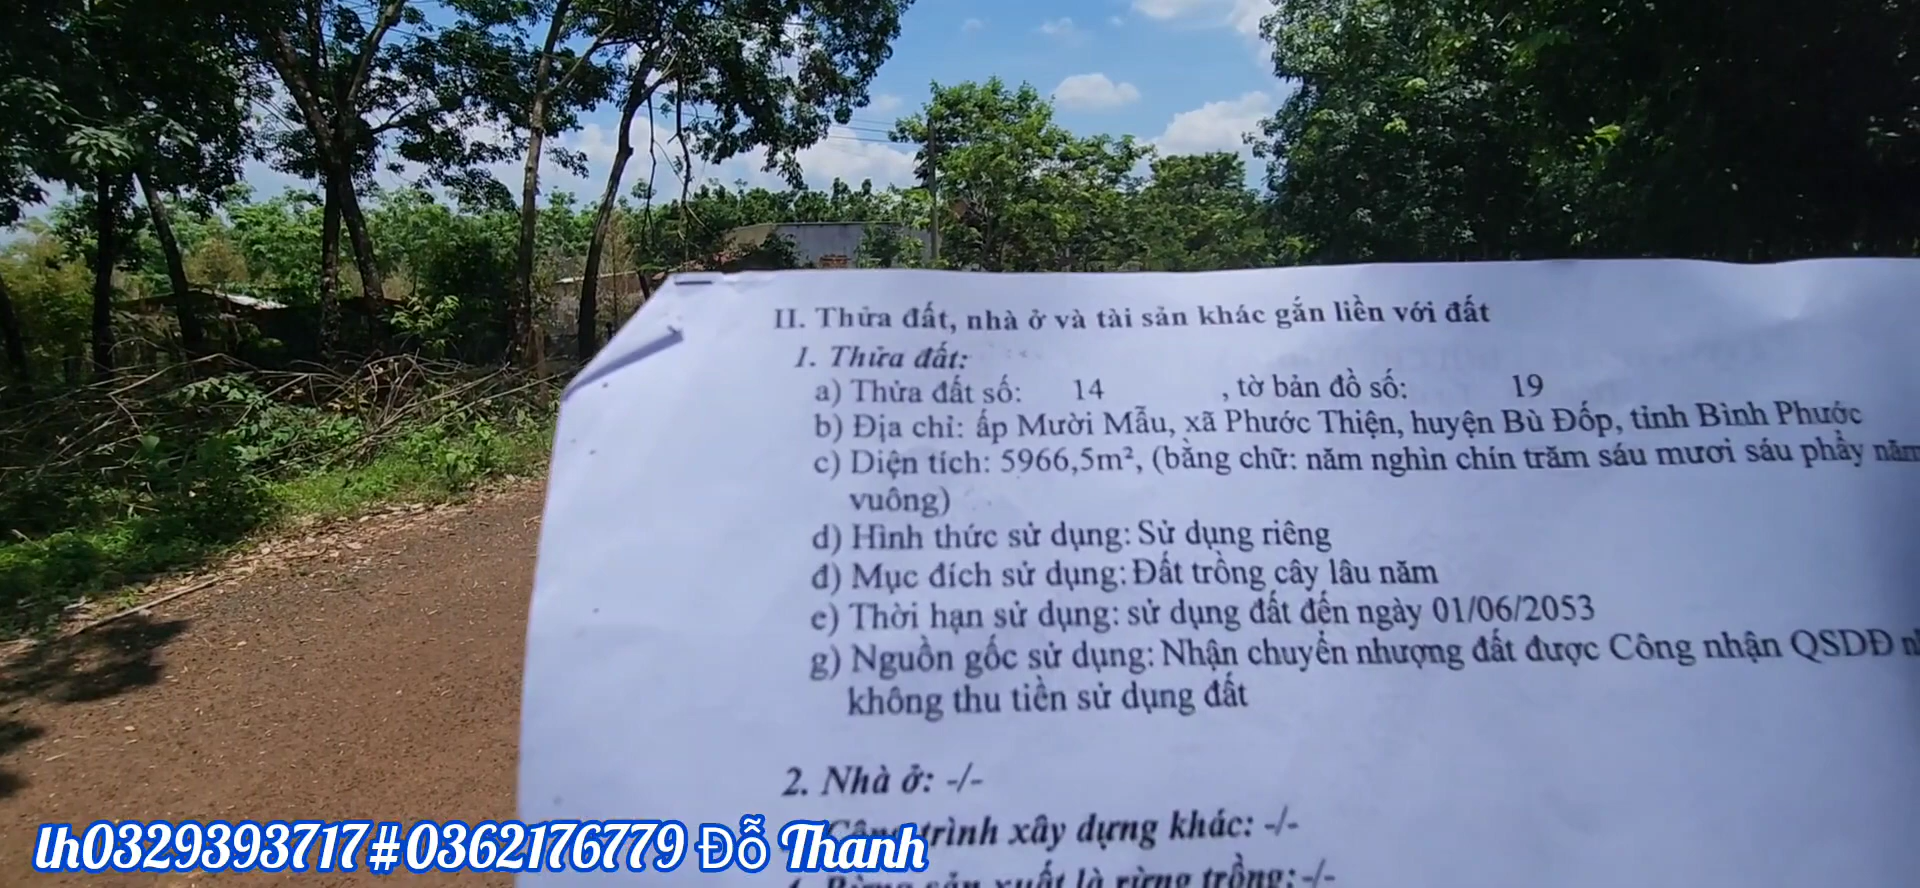 II. Thửa đất, nhà ở và tài sản khác gắn liền với đất
1. Thửa đất:
a) Thửa đất số: 14 , tờ bản đồ số: 19
b) Địa chỉ: ấp Mười Mẫu, xã Phước Thiện, huyện Bù Đốp, tỉnh Bình Phước
c) Diện tích: 5966,5m², (bằng chữ: năm nghìn chín trăm sáu mươi sáu phẩy năm
vuông)
d) Hình thức sử dụng: Sử dụng riêng
đ) Mục đích sử dụng: Đất trồng cây lâu năm
e) Thời hạn sử dụng: sử dụng đất đến ngày 01/06/2053
g) Nguồn gốc sử dụng: Nhận chuyển nhượng đất được Công nhận QSDĐ
không thu tiền sử dụng đất
2. Nhà ở: -/-
trình xây dựng khác: -/-
sản xuất là rừng trồng: -/-
lh0329393717#0362176779 Đỗ Thanh